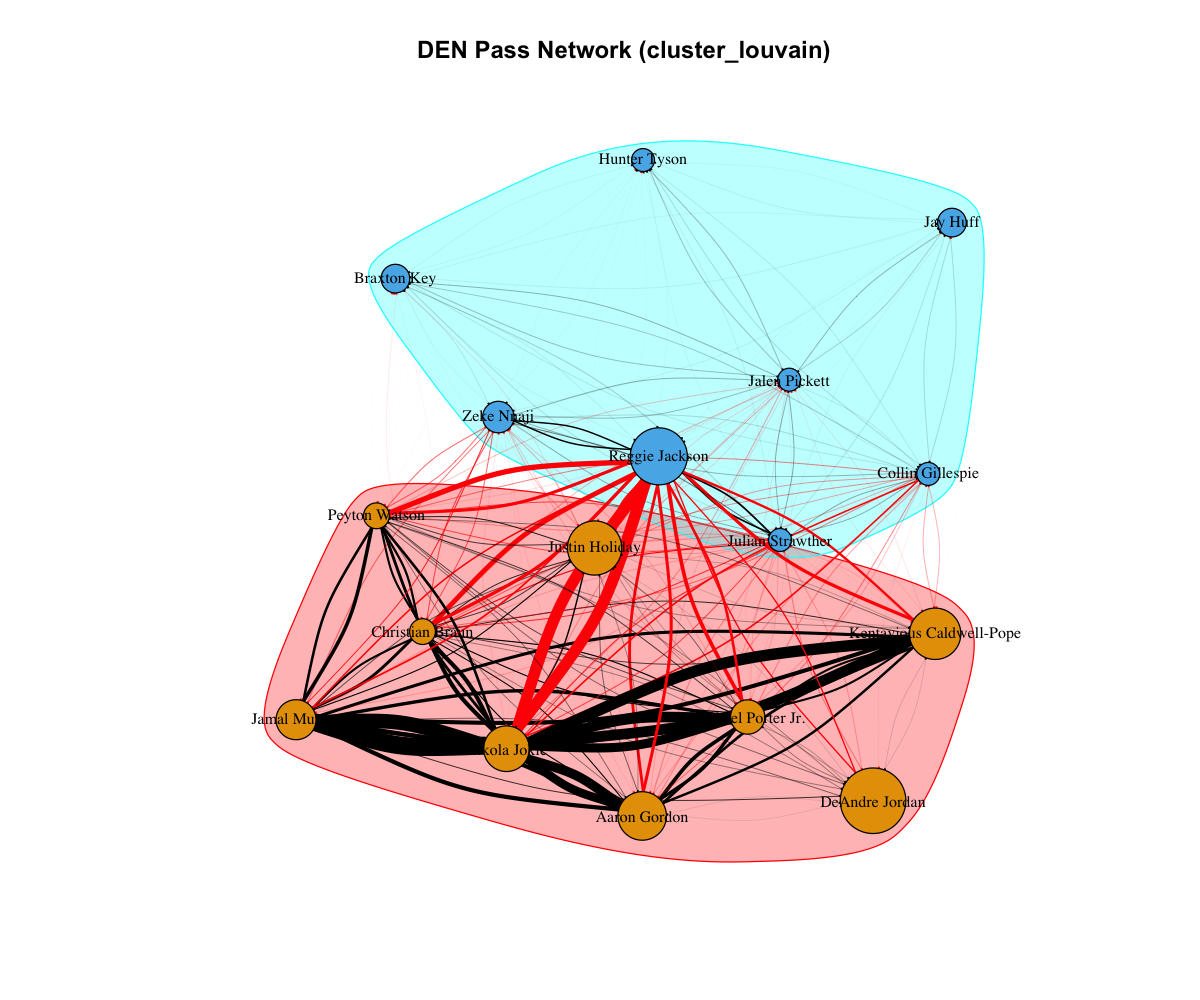 DEN Pass Network (cluster_louvain)
Hunter Tyson
Jay Huff
Braxton Key
Jalen Pickett
Zeke Nnaji
Reggie Jackson
Collin Gillespie
Peyton Watson
Julian Strawther
Justin Holiday
Christian Braun
Kentavious Caldwell-Pope
Jamal Mu
kola Jokic
el Porter Jr.
DeAndre Jordan
Aaron Gordon